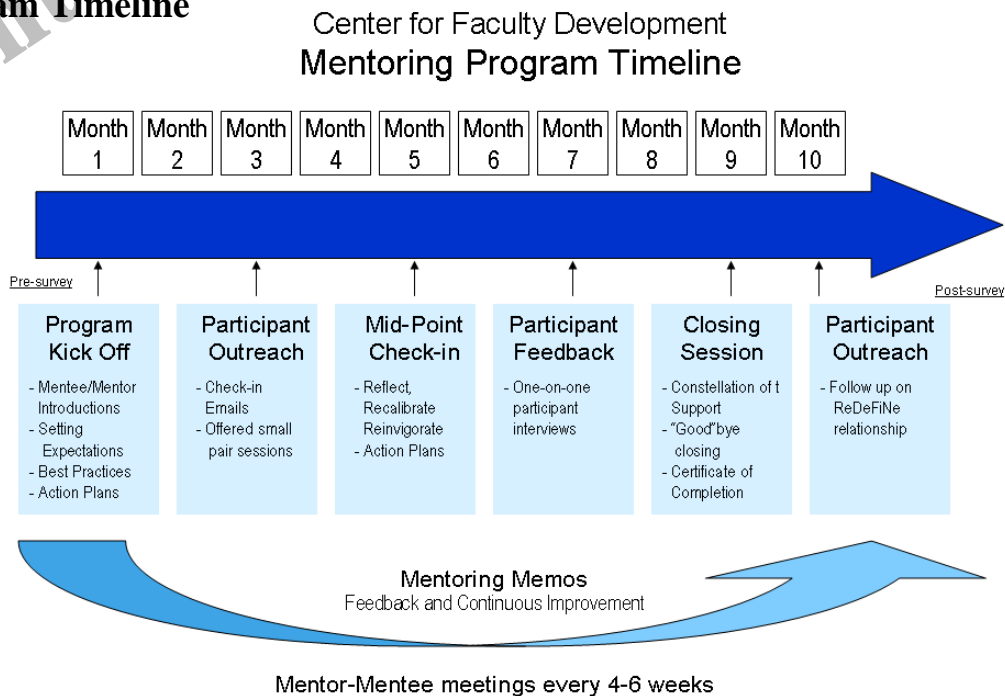 am Timeline
Center for Faculty Development
Mentoring Program Timeline
Month
1
Month
2
Month
3
Month
4
Month
5
Month
6
Month
7
Month
8
Month
9
Month
10
Pre-survey
Post-survey
Program
Kick Off
- Mentee/Mentor
Introductions
- Setting
Expectations
- Best Practices
- Action Plans
Participant
Outreach
- Check-in
Emails
- Offered small
pair sessions
Mid-Point
Check-in
- Reflect,
Recalibrate
Reinvigorate
- Action Plans
Participant
Feedback
- One-on-one
participant
interviews
Closing
Session
- Constellation of t
Support
- "Good"bye
closing
- Certificate of
Completion
Participant
Outreach
- Follow up on
ReDeFiNe
relationship
Mentoring Memos
Feedback and Continuous Improvement
Mentor-Mentee meetings every 4-6 weeks